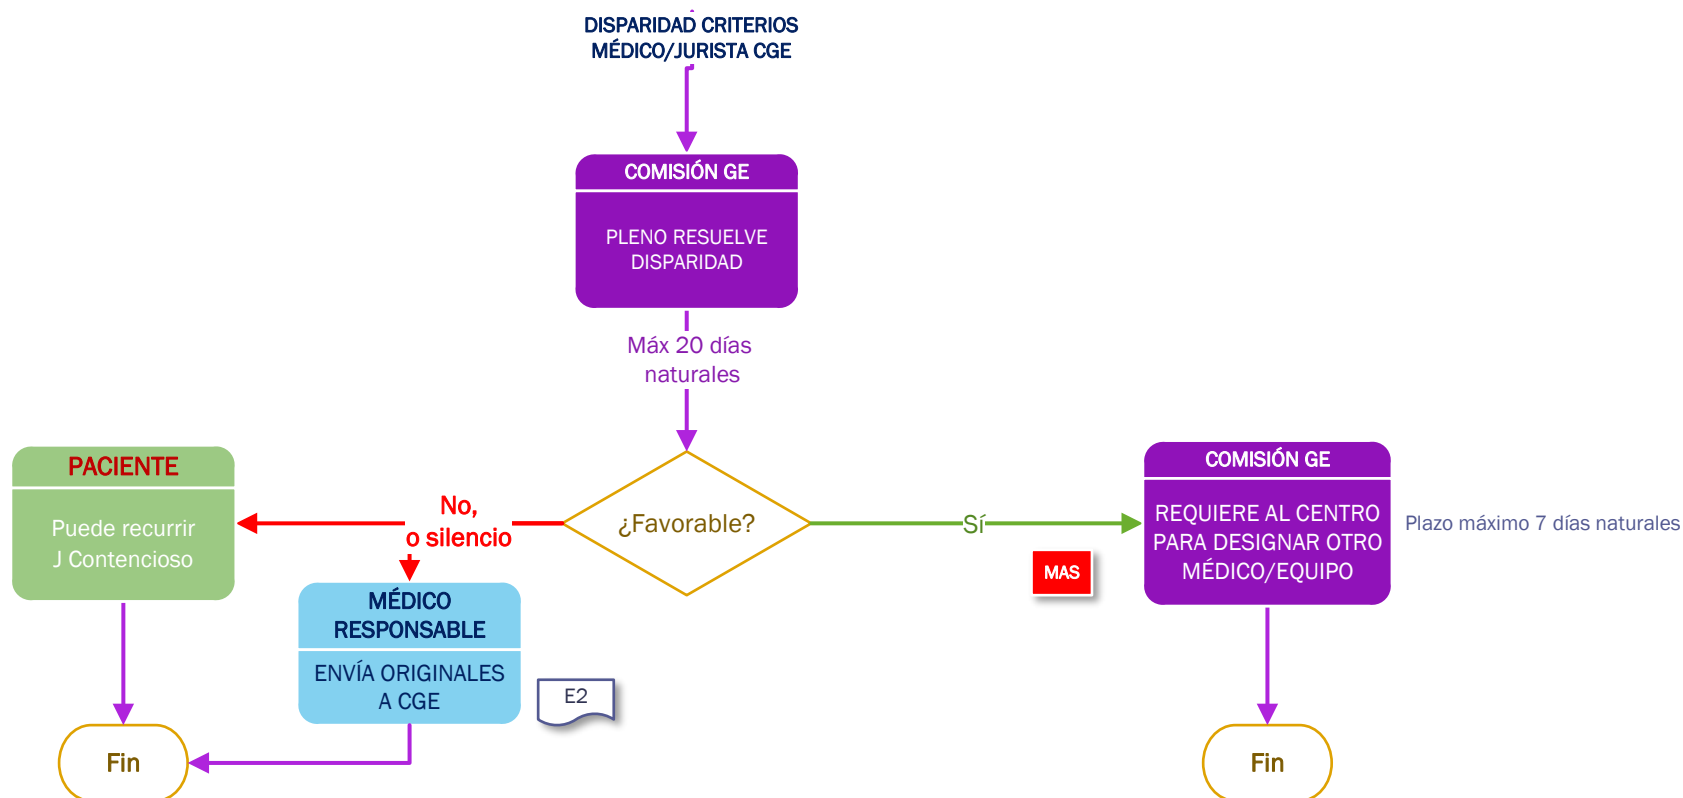 DISPARIDAD CRITERIOS
MÉDICO/JURISTA CGE
COMISIÓN GE
PLENO RESUELVE
DISPARIDAD
Máx 20 días
naturales
¿Favorable?
No,
o silencio
Sí
MAS
PACIENTE
Puede recurrir
J Contencioso
MÉDICO
RESPONSABLE
ENVÍA ORIGINALES
A CGE
E2
Fin
COMISIÓN GE
REQUIERE AL CENTRO
PARA DESIGNAR OTRO
MÉDICO/EQUIPO
Plazo máximo 7 días naturales
Fin